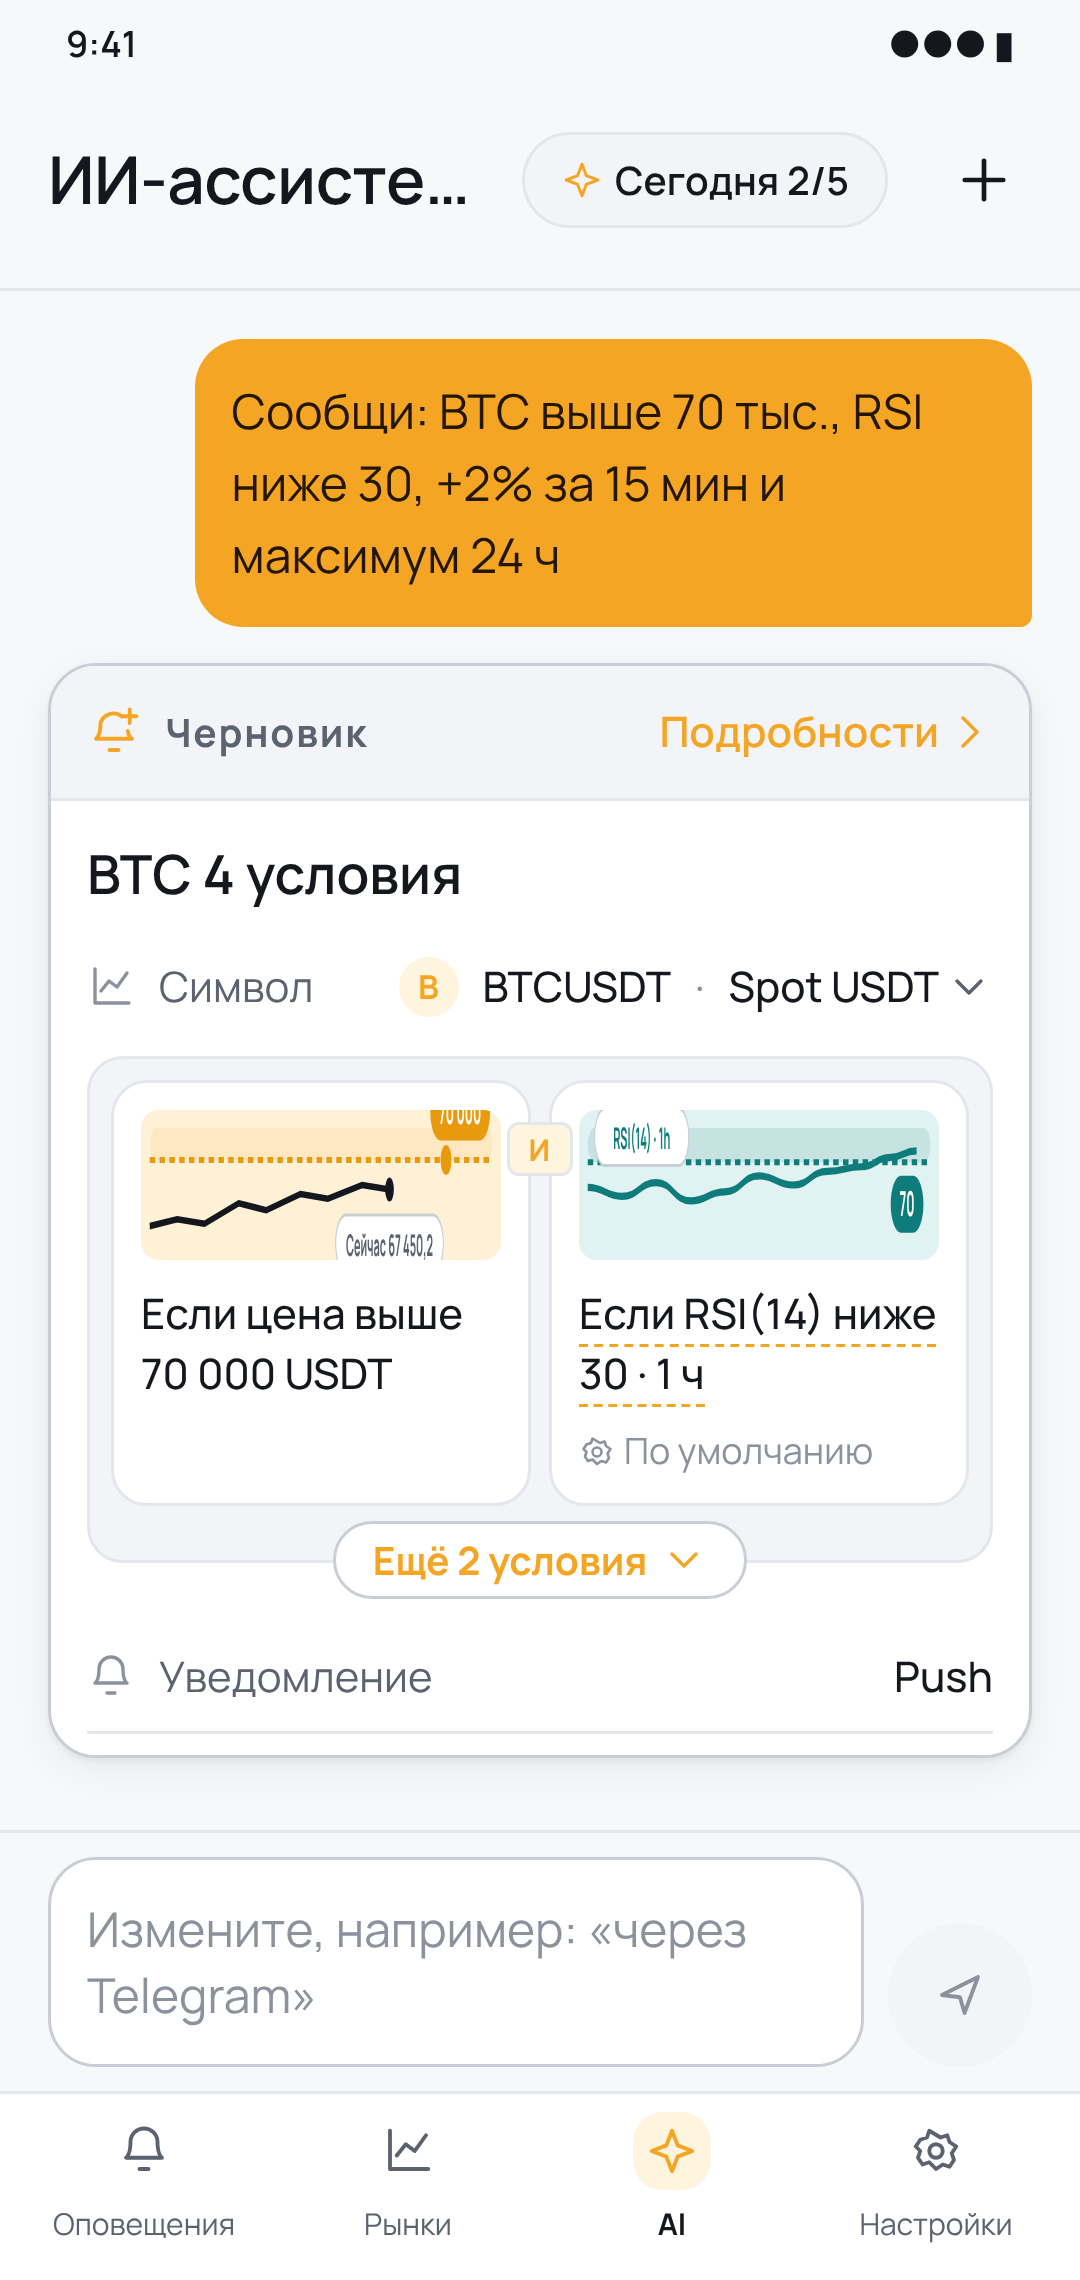 9:41
ИИ-ассисте...
Сегодня 2/5
Сообщи: BTC выше 70 тыс., RSI
ниже 30, +2% за 15 мин и
максимум 24 ч
Черновик
Подробности
BTC 4 условия
Символ
B
BTCUSDT · Spot USDT
70 000
Сейчас 67 450,2
И
RSI(14) · 1h
70
Если цена выше
70 000 USDT
Если RSI(14) ниже
30 · 1 ч
По умолчанию
Ещё 2 условия
Уведомление
Push
Измените, например: «через
Telegram»
Оповещения
Рынки
AI
Настройки